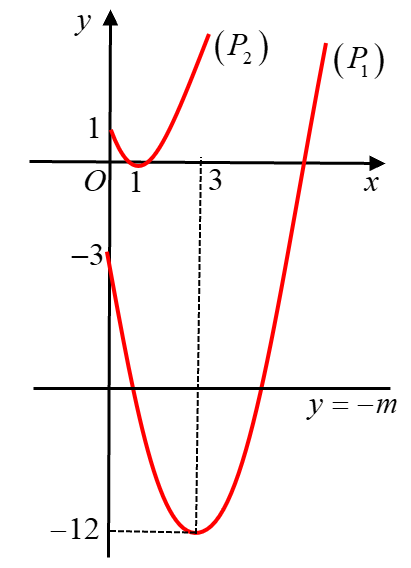 y
(P₂)
(P₁)
1
O 1 3 x
−3
y = −m
−12